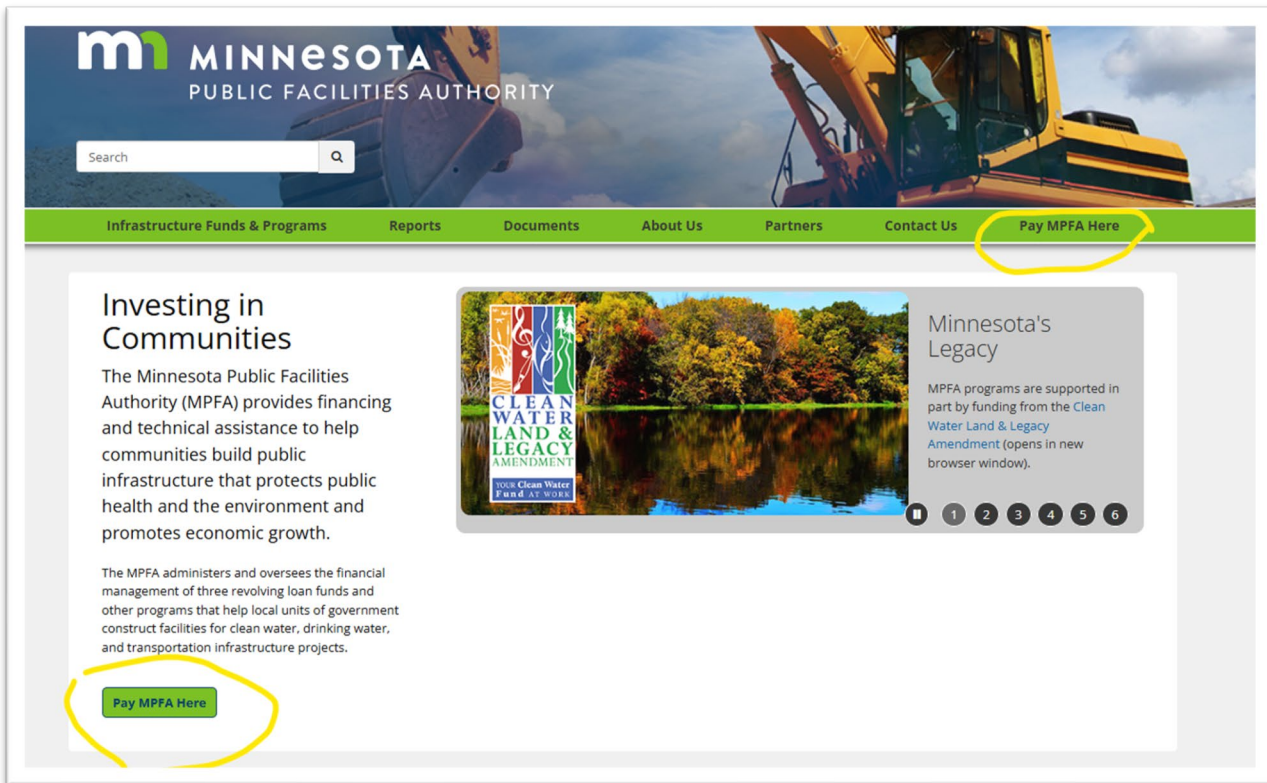 mn MINNESOTA
PUBLIC FACILITIES AUTHORITY
Search
Infrastructure Funds & Programs Reports Documents About Us Partners Contact Us Pay MPFA Here
Investing in
Communities
The Minnesota Public Facilities
Authority (MPFA) provides financing
and technical assistance to help
communities build public
infrastructure that protects public
health and the environment and
promotes economic growth.
The MPFA administers and oversees the financial
management of three revolving loan funds and
other programs that help local units of government
construct facilities for clean water, drinking water,
and transportation infrastructure projects.
Pay MPFA Here
CLEAN
WATER
LAND &
LEGACY
AMENDMENT
YOUR Clean Water
Fund AT WORK
Minnesota's
Legacy
MPFA programs are supported in
part by funding from the Clean
Water Land & Legacy
Amendment (opens in new
browser window).
1 2 3 4 5 6